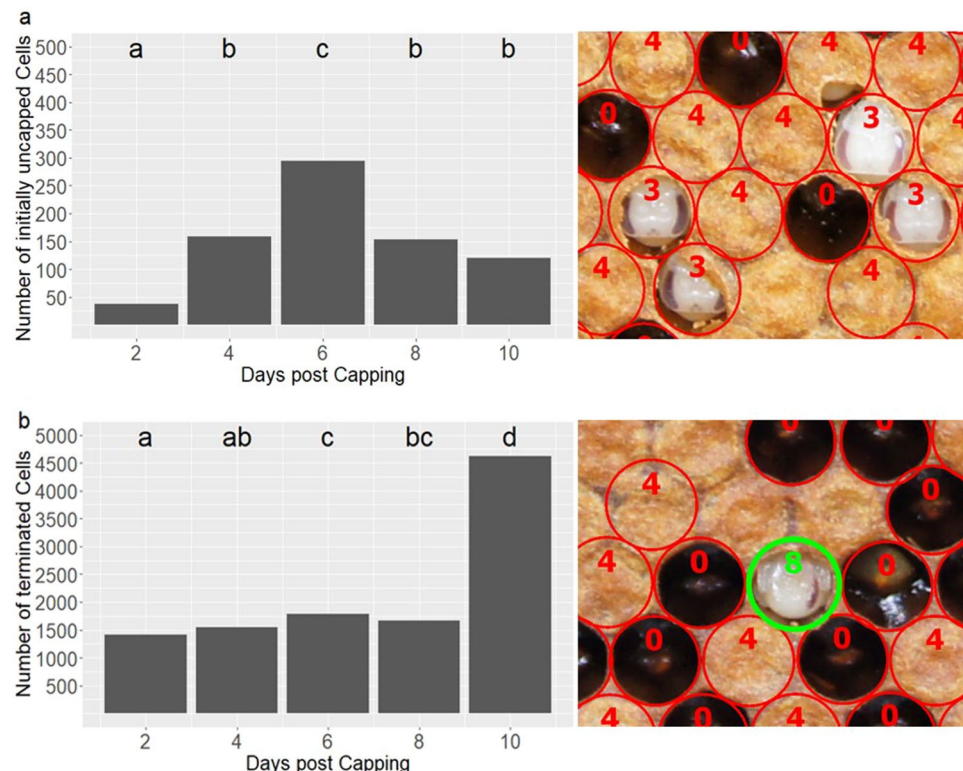 a
Number of initially uncapped Cells
500
450
400
350
300
250
200
150
100
50
a b c b b
2 4 6 8 10
Days post Capping
4 0 4 4
0 4 4 3 4
3 4 0 3
4 3 4
0 4
b
Number of terminated Cells
5000
4500
4000
3500
3000
2500
2000
1500
1000
500
a ab c bc d
2 4 6 8 10
Days post Capping
0 0
4 0
4 0 8 0
0 4 0 4
4 0 4 0